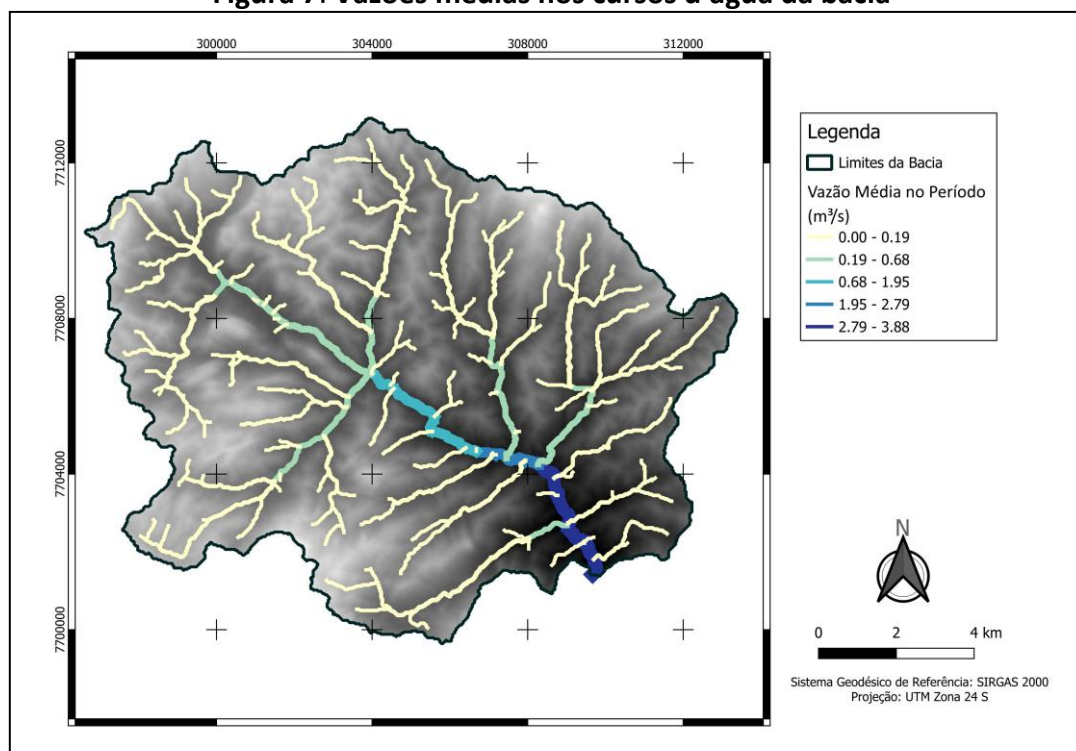 Figura 7. Vazões médias nos cursos d'água da bacia
300000 304000 308000 312000
7712000
7708000
7704000
7700000
Legenda
Limites da Bacia
Vazão Média no Período
(m³/s)
0.00 - 0.19
0.19 - 0.68
0.68 - 1.95
1.95 - 2.79
2.79 - 3.88
N
0 2 4 km
Sistema Geodésico de Referência: SIRGAS 2000
Projeção: UTM Zona 24 S